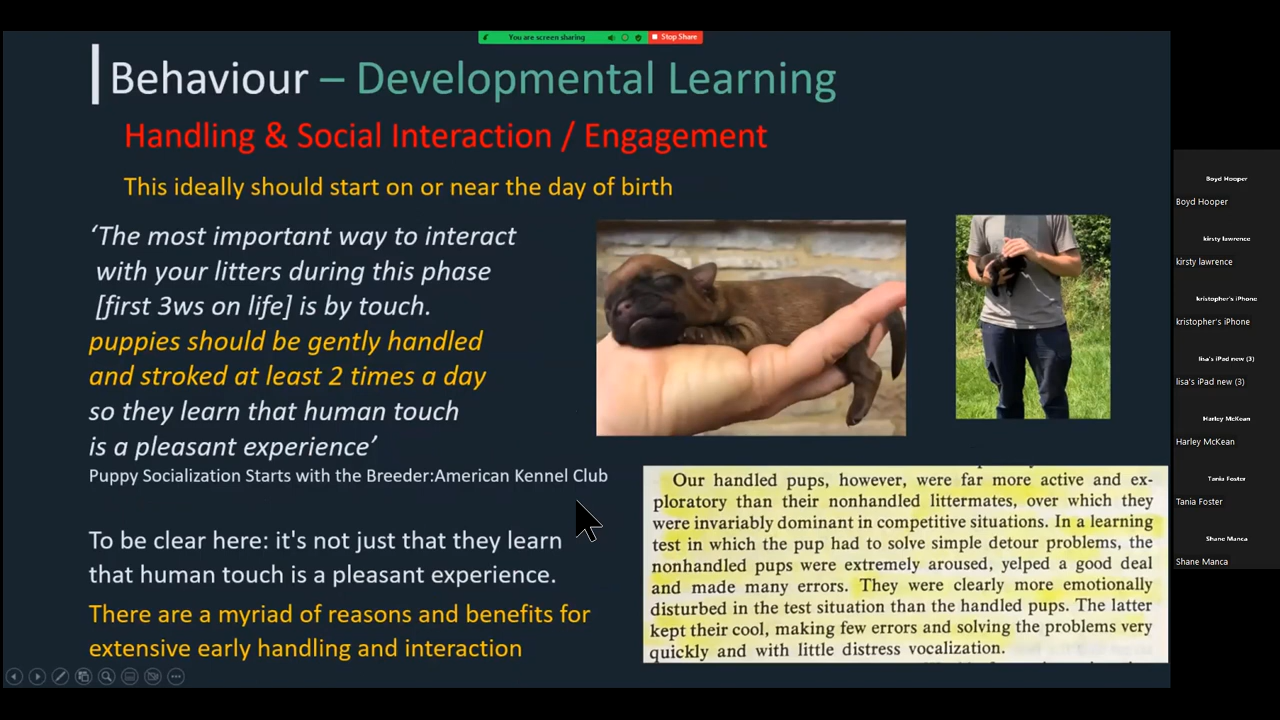 You are screen sharing
Stop Share
Behaviour – Developmental Learning
Handling & Social Interaction / Engagement
This ideally should start on or near the day of birth
‘The most important way to interact
with your litters during this phase
[first 3ws on life] is by touch.
puppies should be gently handled
and stroked at least 2 times a day
so they learn that human touch
is a pleasant experience’
Puppy Socialization Starts with the Breeder:American Kennel Club
To be clear here: it's not just that they learn
that human touch is a pleasant experience.
There are a myriad of reasons and benefits for
extensive early handling and interaction
Our handled pups, however, were far more active and ex-
ploratory than their nonhandled littermates, over which they
were invariably dominant in competitive situations. In a learning
test in which the pup had to solve simple detour problems, the
nonhandled pups were extremely aroused, yelped a good deal
and made many errors. They were clearly more emotionally
disturbed in the test situation than the handled pups. The latter
kept their cool, making few errors and solving the problems very
quickly and with little distress vocalization.
Boyd Hooper
Boyd Hooper
kirsty lawrence
kirsty lawrence
kristopher's iPhone
kristopher's iPhone
lisa's iPad new (3)
lisa's iPad new (3)
Harley McKean
Harley McKean
Tania Foster
Tania Foster
Shane Manca
Shane Manca